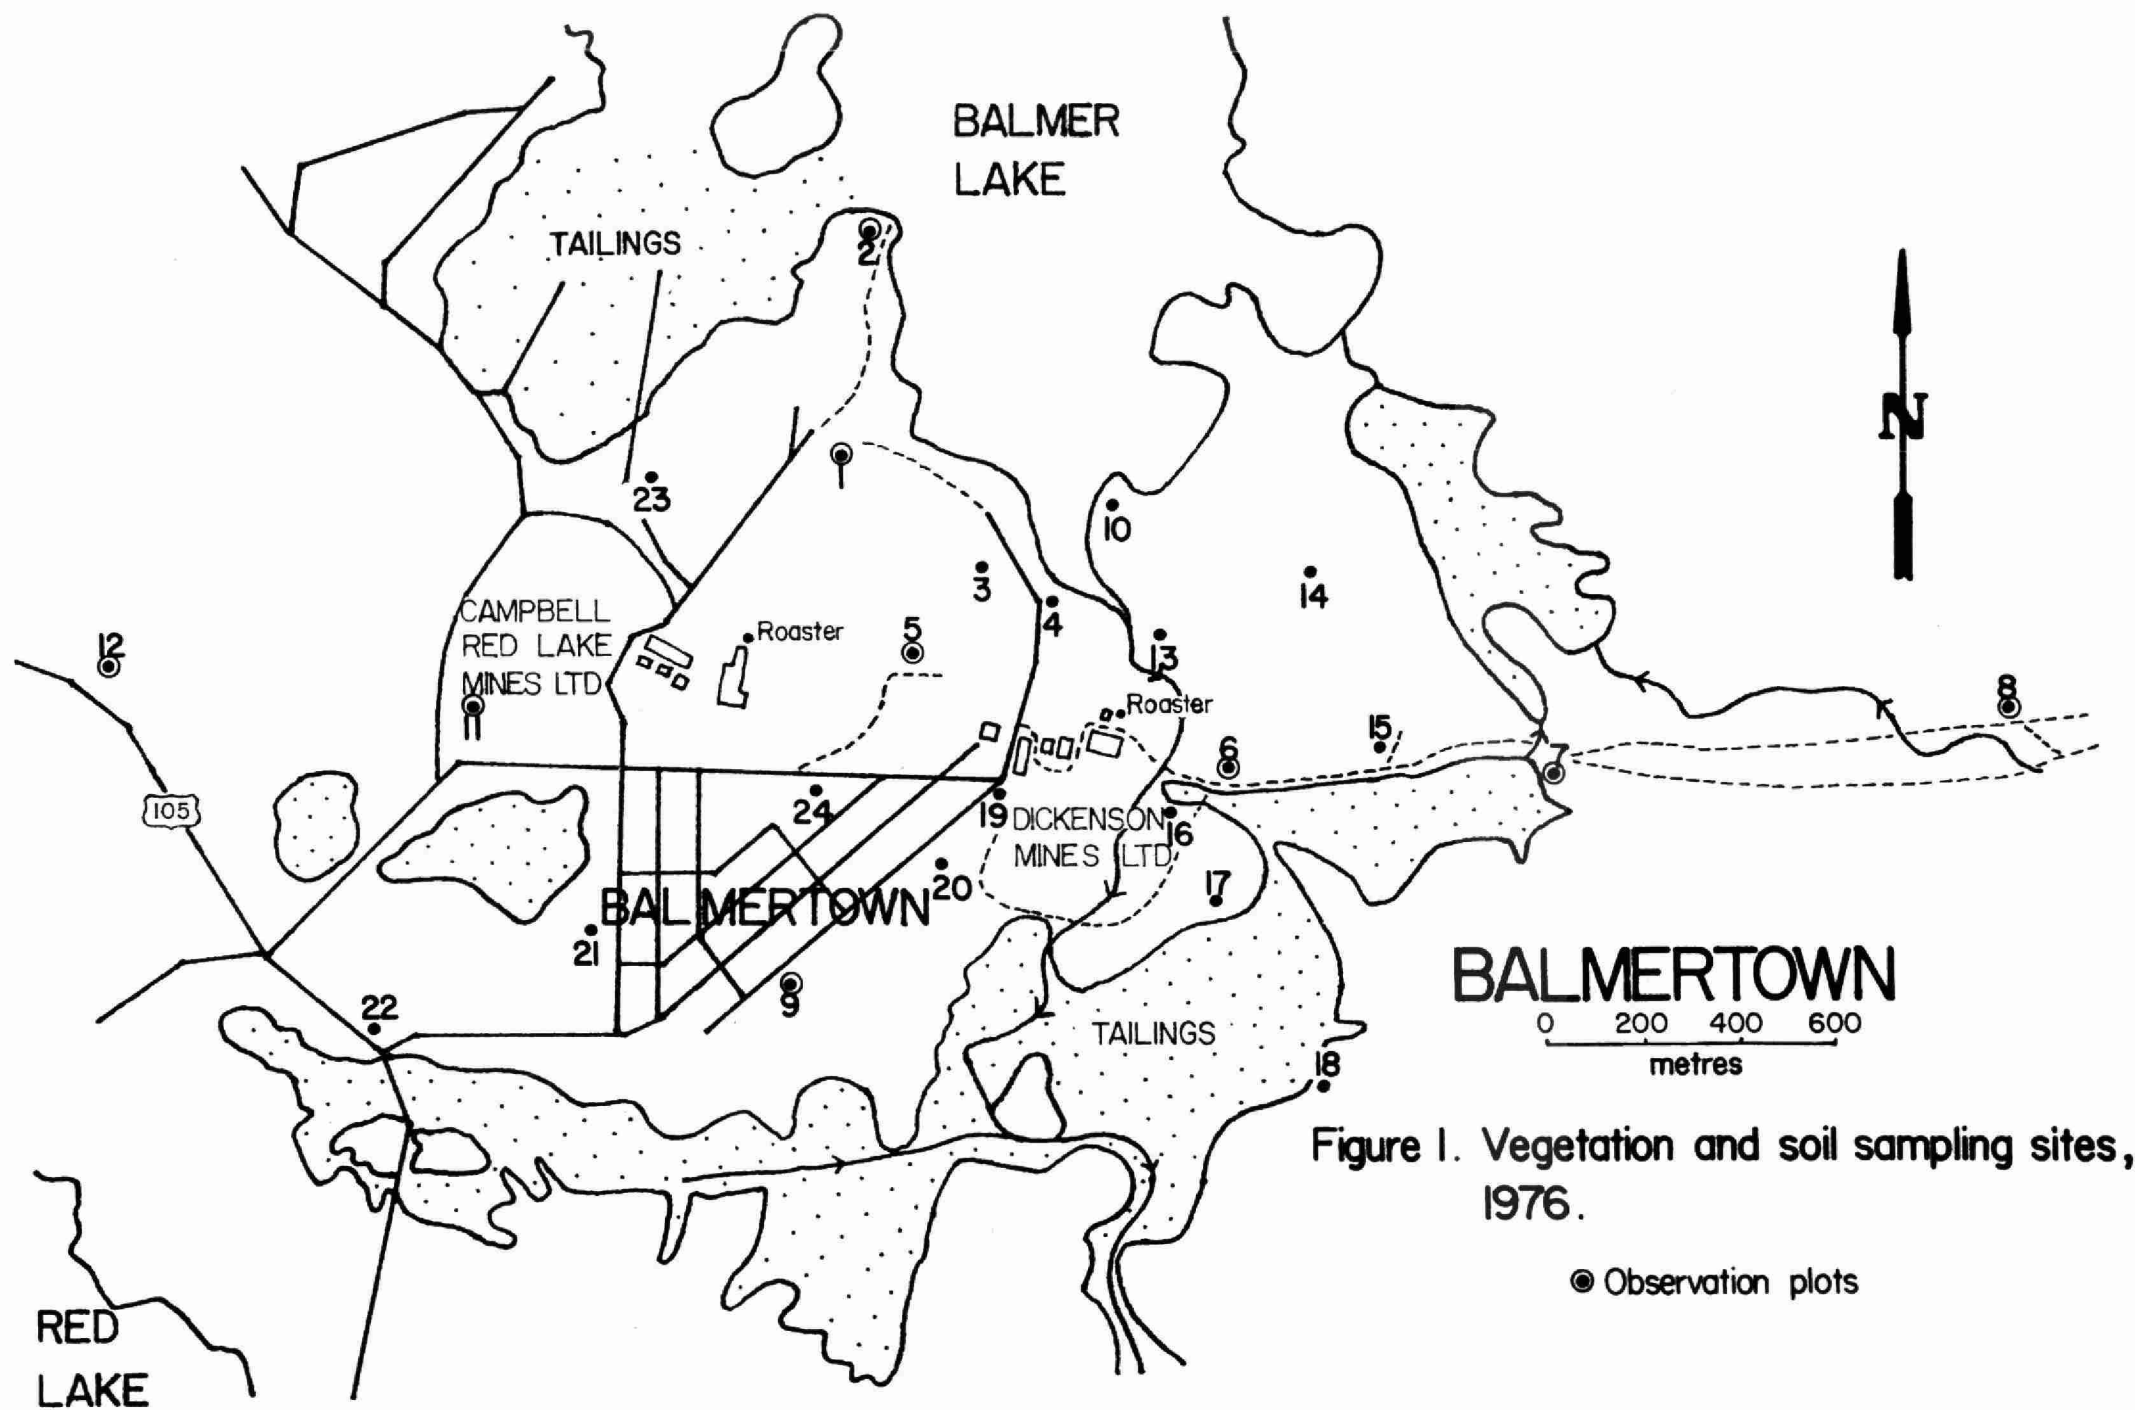 BALMER
LAKE
TAILINGS
2
N
1
23
10
3
14
4
CAMPBELL
RED LAKE
MINES LTD
Roaster
5
12
13
11
Roaster
8
15
6
7
105
24
19
DICKENSON
MINES LTD
16
20
17
BALMERTOWN
21
9
22
TAILINGS
18
BALMERTOWN
0 200 400 600
metres
Figure 1. Vegetation and soil sampling sites,
1976.
Observation plots
RED
LAKE